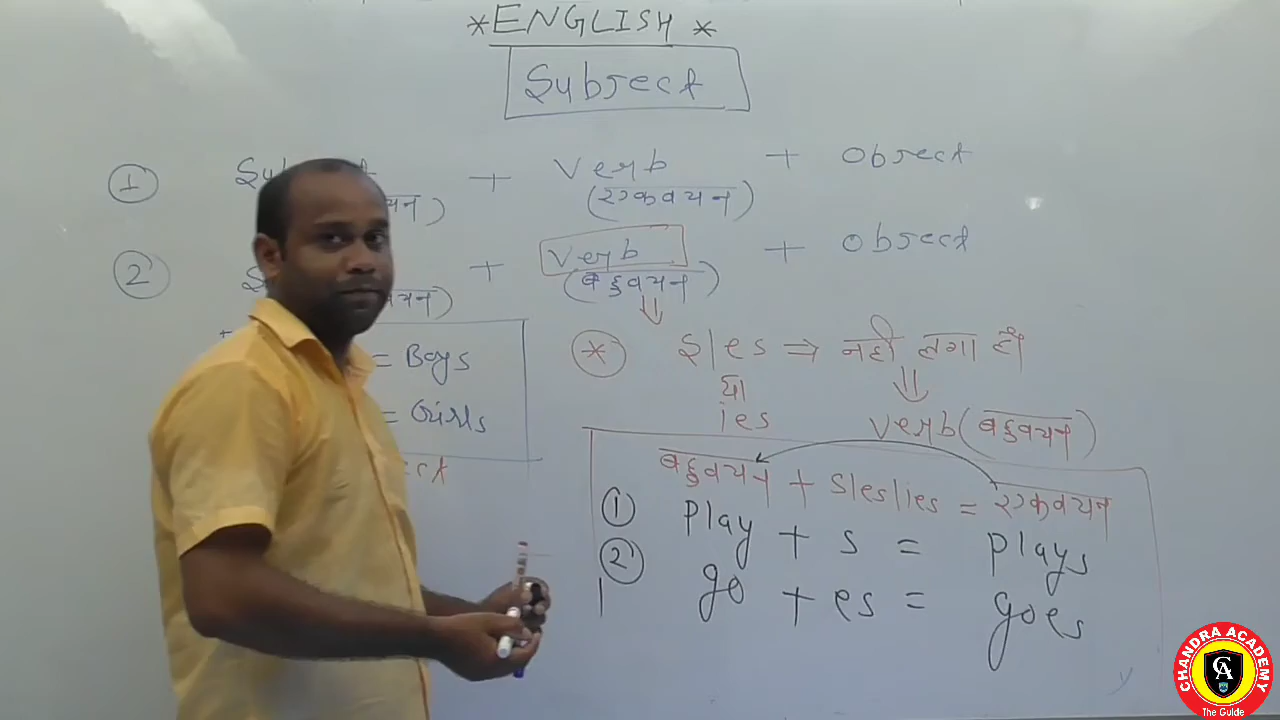 * ENGLISH *
Subject
① + Verb + Object
(एकवचन)
② + Verb + Object
(बहुवचन)
* s/es ⇒ नही लगा हो
या
ies
verb (बहुवचन)
= Boys
= Girls
बहुवचन + s/es/ies = एकवचन
① Play + s = Plays
② go + es = goes
CHANDRA ACADEMY
CA
The Guide